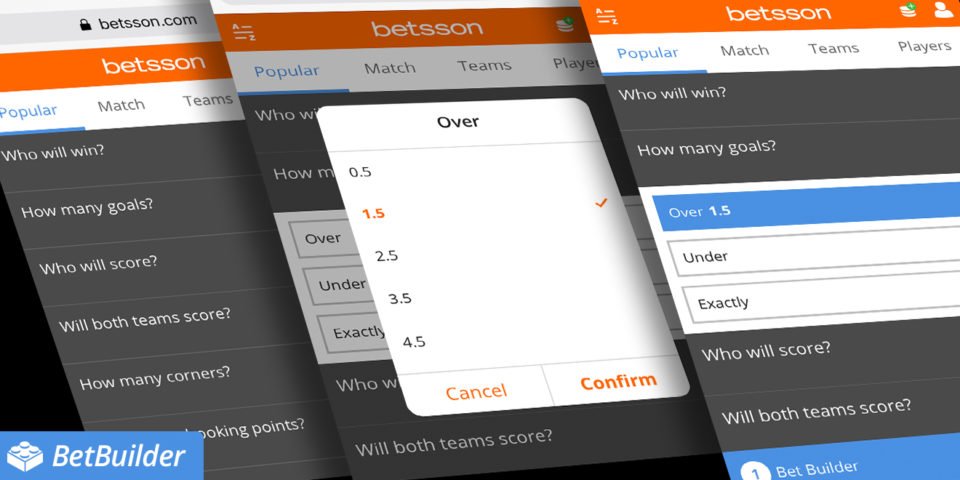 betsson.com
betsson
Popular Match Teams
Who will win?
How many goals?
Who will score?
Will both teams score?
How many corners?
ooking points?
BetBuilder
A
Z
betsson
Popular Match Teams Player
Who wi
How m
Over
Under
Exactly
Who w
Will both teams score?
Over
0.5
1.5
2.5
3.5
4.5
Cancel Confirm
A
Z
betsson
Popular Match Teams Players
Who will win?
How many goals?
Over 1.5
Under
Exactly
Who will score?
Will both teams score?
1 Bet Builder